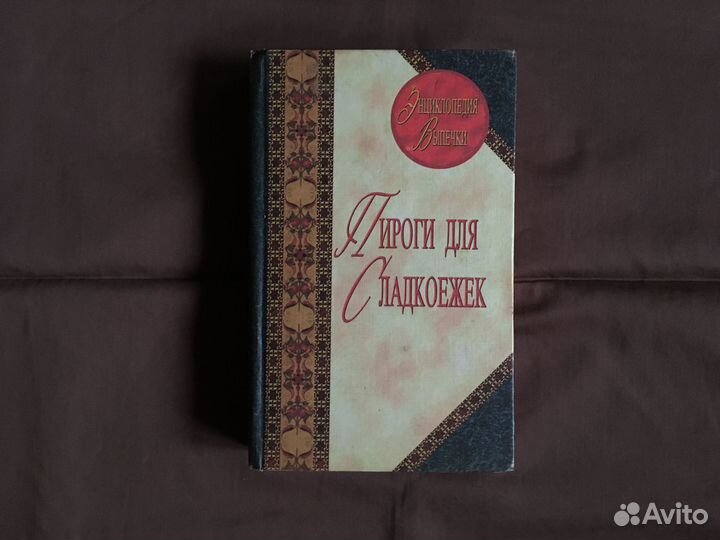 Энциклопедия
Выпечки
Пироги для
Сладкоежек
Avito